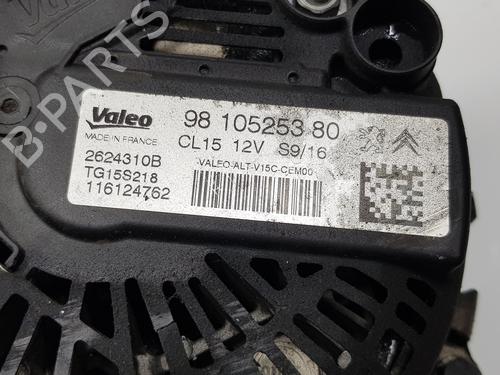 Valeo
B-PARTS
Valeo
98 105253 80
MADE IN FRANCE
CL15 12V S9/16
2624310B
VALEO-ALT-V15C-CEM00
TG15S218
116124762